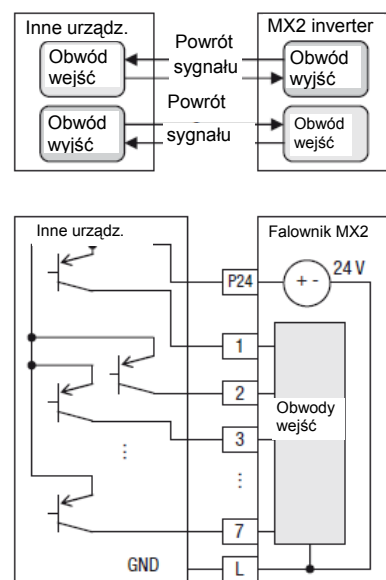 Inne urządz.
MX2 inverter
Powrót
sygnału
Obwód
wejść
Obwód
wyjść
Powrót
sygnału
Obwód
wyjść
Obwód
wejść
Inne urządz.
Falownik MX2
P24
+ -
24 V
1
2
3
Obwody
wejść
⋮
⋮
7
GND
L